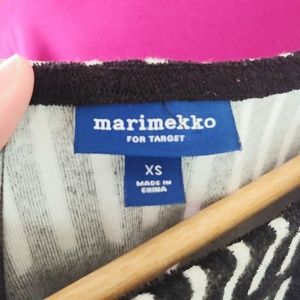 marimekko
FOR TARGET
XS
MADE IN
CHINA